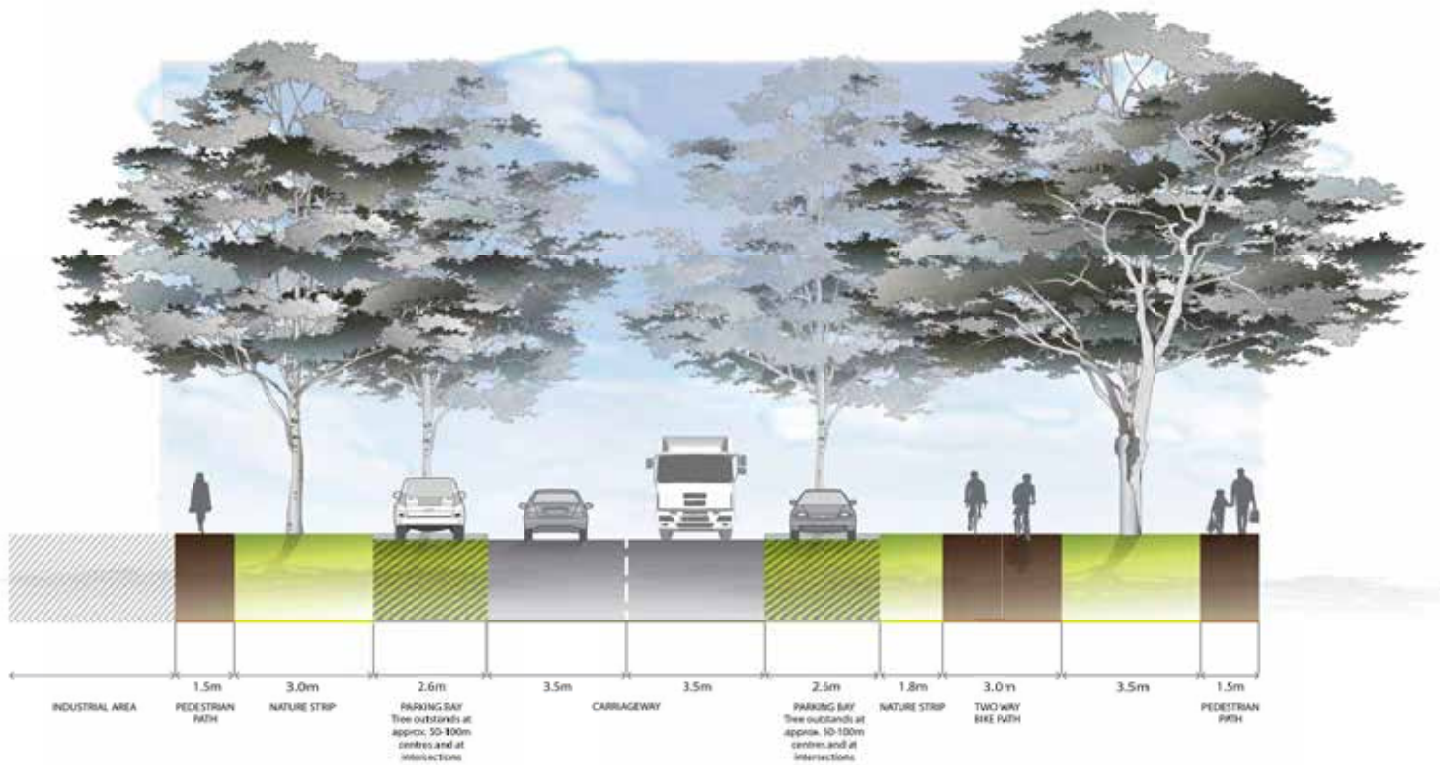 1.5m 3.0m 2.6m 3.5m 3.5m 2.5m 1.8m 3.0m 3.5m 1.5m
INDUSTRIAL AREA
PEDESTRIAN
PATH
NATURE STRIP
PARKING BAY
Tree outstands at
approx. 50-100m
centres and at
intersections
CARRIAGEWAY
PARKING BAY
Tree outstands at
approx. 50-100m
centres and at
intersections
NATURE STRIP
TWO WAY
BIKE PATH
PEDESTRIAN
PATH